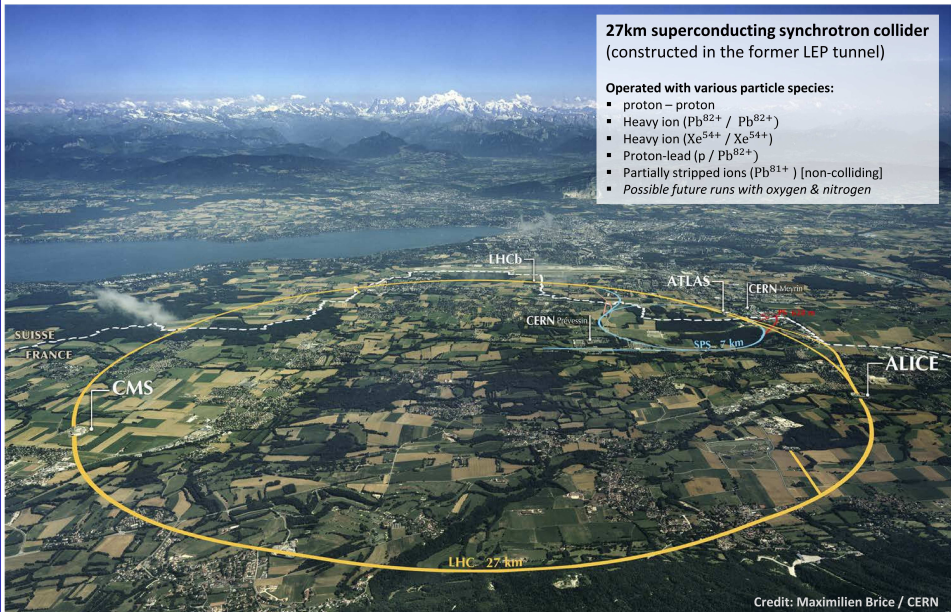 27km superconducting synchrotron collider
(constructed in the former LEP tunnel)
Operated with various particle species:
▪ proton – proton
▪ Heavy ion (Pb⁸²⁺ / Pb⁸²⁺)
▪ Heavy ion (Xe⁵⁴⁺ / Xe⁵⁴⁺)
▪ Proton-lead (p / Pb⁸²⁺)
▪ Partially stripped ions (Pb⁸¹⁺ ) [non-colliding]
▪ Possible future runs with oxygen & nitrogen
LHCb
ATLAS
CERN Meyrin
CERN Prévessin
SPS 7 km
SUISSE
FRANCE
ALICE
CMS
LHC 27 km
Credit: Maximilien Brice / CERN